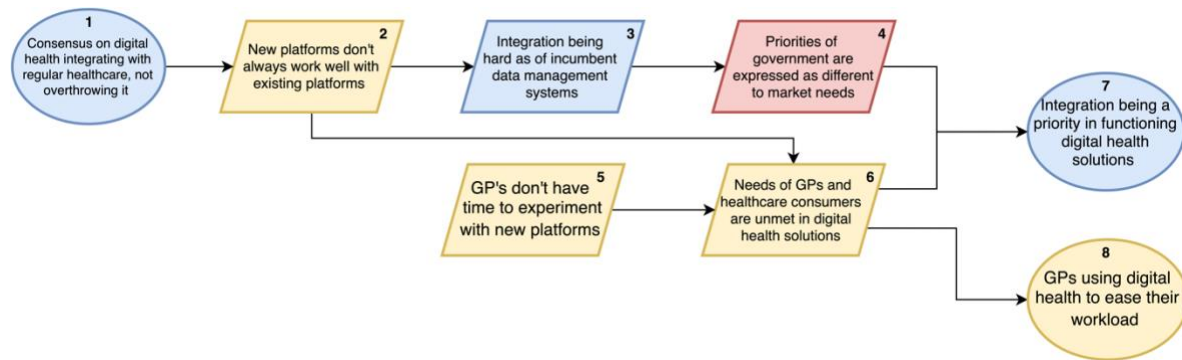 1
Consensus on digital
health integrating with
regular healthcare, not
overthrowing it
2
New platforms don't
always work well with
existing platforms
3
Integration being
hard as of incumbent
data management
systems
4
Priorities of
government are
expressed as different
to market needs
5
GP's don't have
time to experiment
with new platforms
6
Needs of GPs and
healthcare consumers
are unmet in digital
health solutions
7
Integration being a
priority in functioning
digital health
solutions
8
GPs using digital
health to ease their
workload